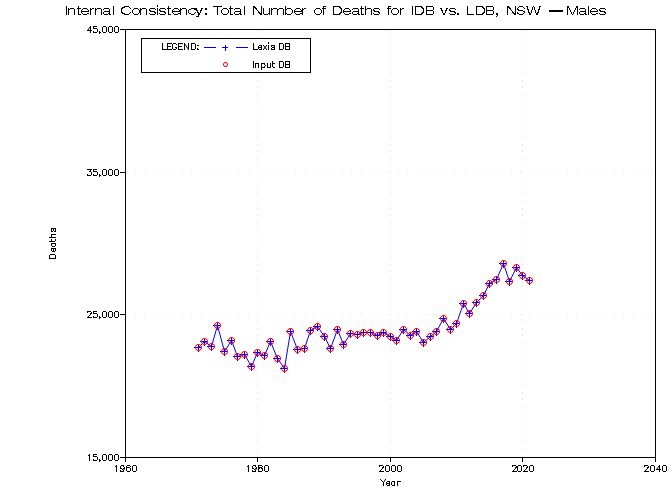 Internal Consistency: Total Number of Deaths for IDB vs. LDB, NSW — Males
45,000
LEGEND: Lexis DB
Input DB
35,000
Deaths
25,000
15,000
1960 1980 2000 2020 2040
Year